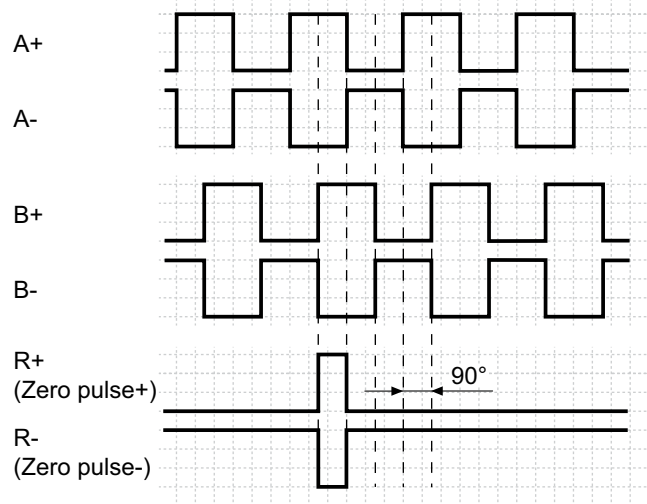 A+
A-
B+
B-
R+
(Zero pulse+)
90°
R-
(Zero pulse-)